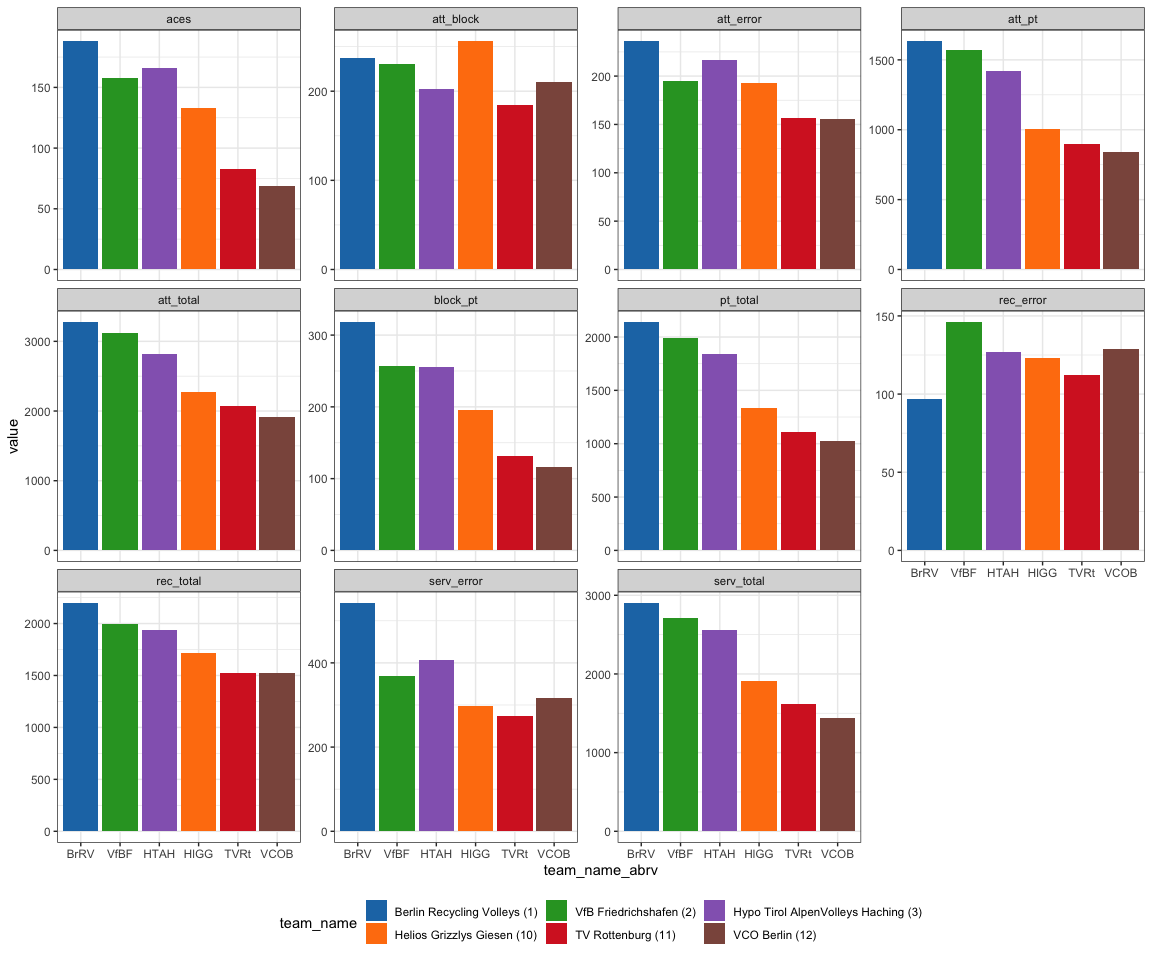 aces
att_block
att_error
att_pt
150
100
50
0
200
100
0
200
150
100
50
0
1500
1000
500
0
att_total
block_pt
pt_total
rec_error
3000
2000
1000
0
300
200
100
0
2000
1500
1000
500
0
150
100
50
0
BrRV VfBF HTAH HIGG TVRt VCOB
value
rec_total
serv_error
serv_total
2000
1500
1000
500
0
400
200
0
3000
2000
1000
0
BrRV VfBF HTAH HIGG TVRt VCOB
BrRV VfBF HTAH HIGG TVRt VCOB
BrRV VfBF HTAH HIGG TVRt VCOB
team_name_abrv
team_name
Berlin Recycling Volleys (1)
VfB Friedrichshafen (2)
Hypo Tirol AlpenVolleys Haching (3)
Helios Grizzlys Giesen (10)
TV Rottenburg (11)
VCO Berlin (12)